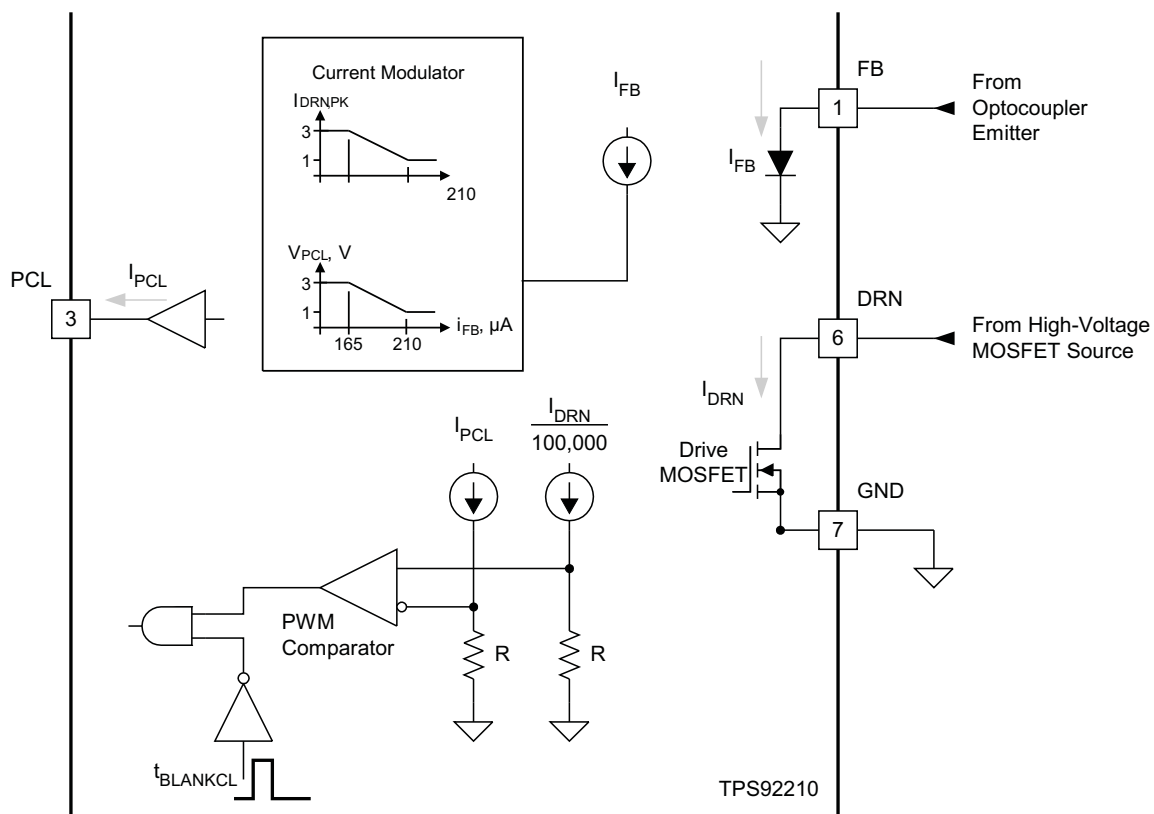 Current Modulator
IDRNPK
3
1
210
VPCL, V
3
1
165
210
iFB, µA
IFB
FB
1
From
Optocoupler
Emitter
IFB
PCL
IPCL
3
DRN
6
From High-Voltage
MOSFET Source
IDRN
Drive
MOSFET
GND
7
IPCL
IDRN
100,000
PWM
Comparator
R
R
tBLANKCL
TPS92210